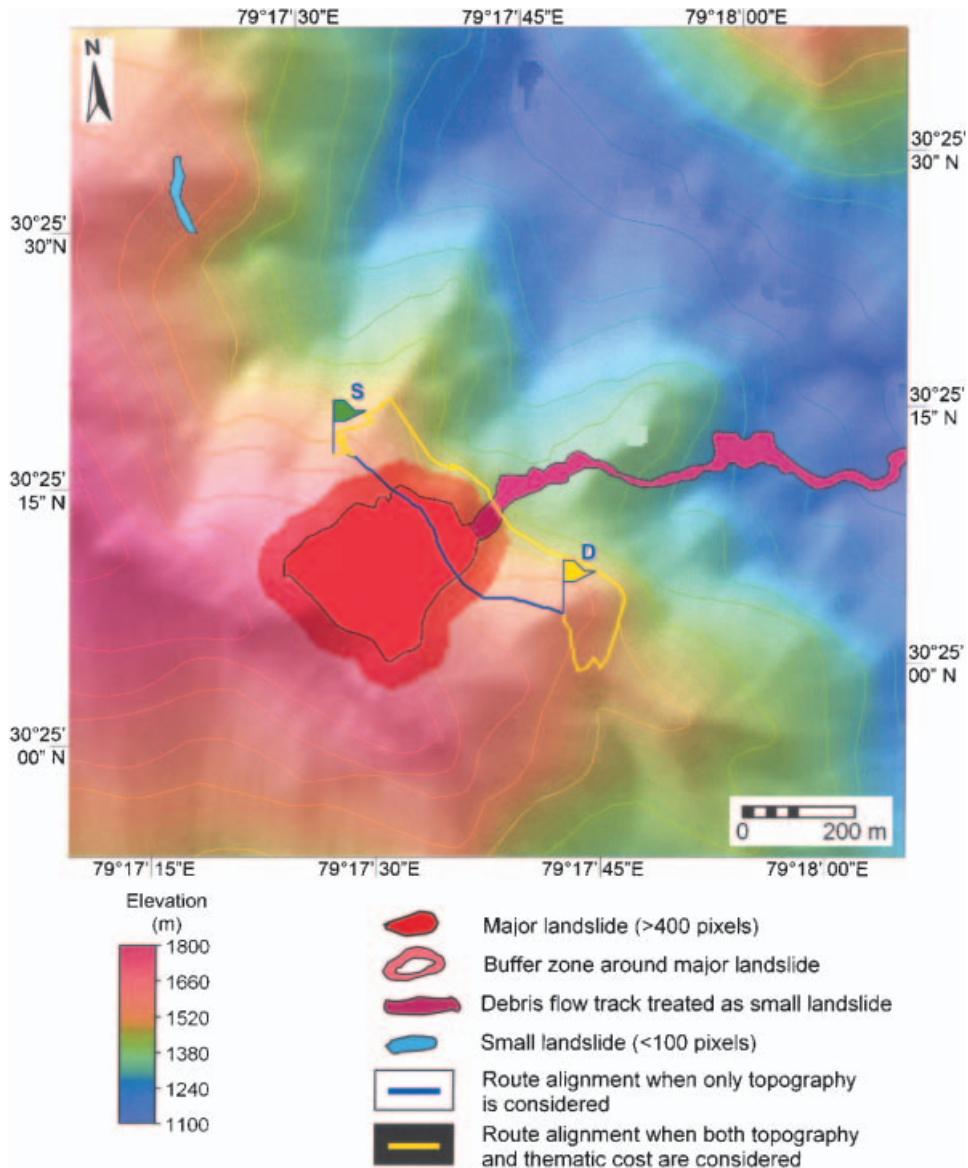 79°17'30"E 79°17'45"E 79°18'00"E
N
30°25'
30" N
30°25'
30"N
S
30°25'
15" N
30°25'
15" N
D
30°25'
00" N
30°25'
00" N
0 200 m
79°17'15"E 79°17'30"E 79°17'45"E 79°18'00"E
Elevation
(m)
1800
1660
1520
1380
1240
1100
Major landslide (>400 pixels)
Buffer zone around major landslide
Debris flow track treated as small landslide
Small landslide (<100 pixels)
Route alignment when only topography
is considered
Route alignment when both topography
and thematic cost are considered